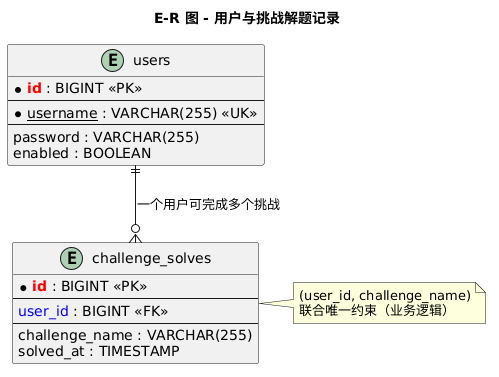 E-R 图 - 用户与挑战解题记录
E users
* id : BIGINT «PK»
* username : VARCHAR(255) «UK»
password : VARCHAR(255)
enabled : BOOLEAN
一个用户可完成多个挑战
E challenge_solves
* id : BIGINT «PK»
user_id : BIGINT «FK»
challenge_name : VARCHAR(255)
solved_at : TIMESTAMP
(user_id, challenge_name)
联合唯一约束（业务逻辑）